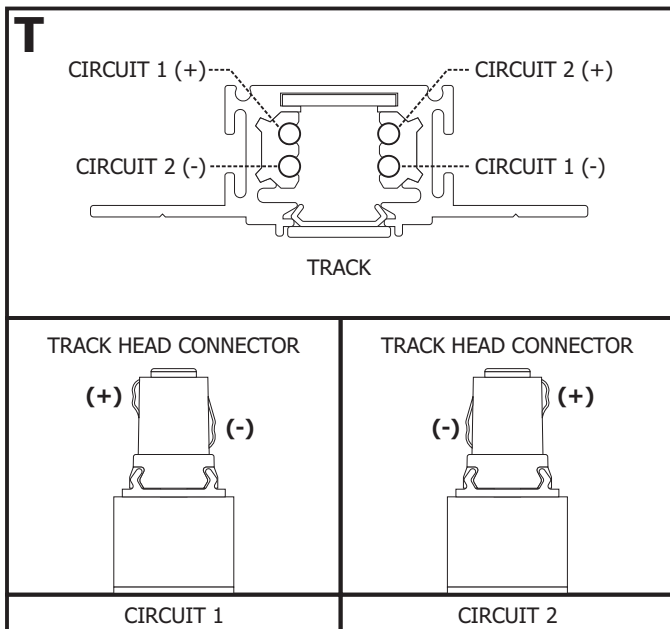 T
CIRCUIT 1 (+)
CIRCUIT 2 (+)
CIRCUIT 2 (-)
CIRCUIT 1 (-)
TRACK
TRACK HEAD CONNECTOR
(+)
(-)
CIRCUIT 1
TRACK HEAD CONNECTOR
(+)
(-)
CIRCUIT 2